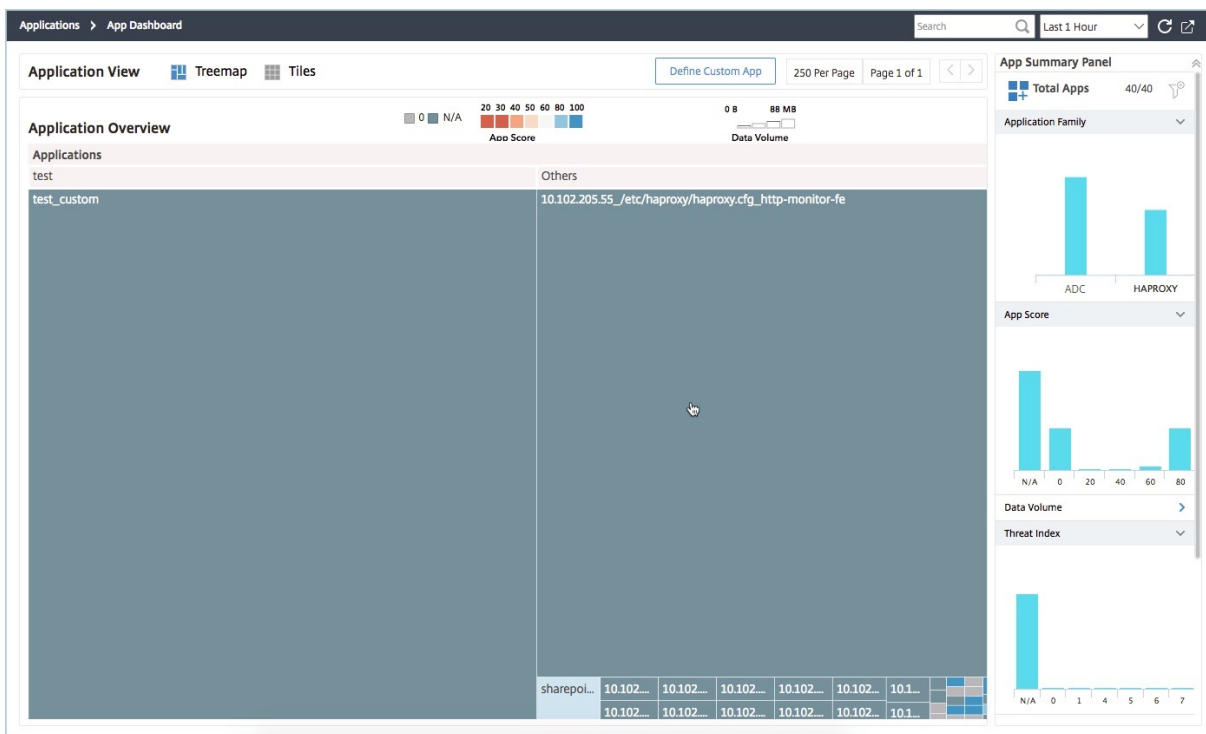 Applications > App Dashboard
Search
Last 1 Hour
Application View
Treemap
Tiles
Define Custom App
250 Per Page
Page 1 of 1
Application Overview
0
N/A
20 30 40 50 60 80 100
App Score
0 B 88 MB
Data Volume
Applications
test
Others
test_custom
10.102.205.55_/etc/haproxy/haproxy.cfg_http-monitor-fe
sharepoi... 10.102.... 10.102.... 10.102.... 10.102.... 10.102... 10.1...
10.102.... 10.102.... 10.102.... 10.102.... 10.102... 10.1...
App Summary Panel
Total Apps 40/40
Application Family
ADC HAPROXY
App Score
N/A 0 20 40 60 80
Data Volume
Threat Index
N/A 0 1 4 5 6 7